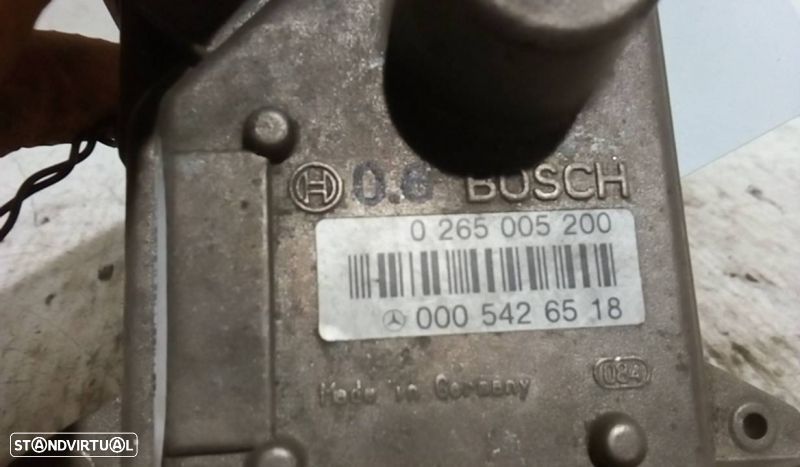 0.6 BOSCH
0 265 005 200
000 542 65 18
Made in Germany
024
STANDVIRTUAL